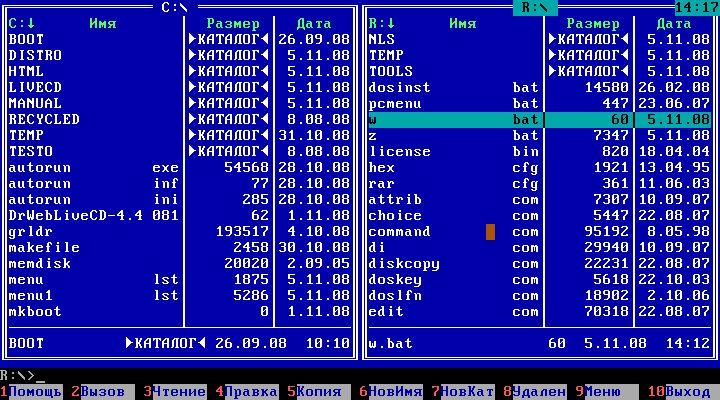 C:\
C:↓ Имя Размер Дата
BOOT ►КАТАЛОГ◄ 26.09.08
DISTRO ►КАТАЛОГ◄ 5.11.08
HTML ►КАТАЛОГ◄ 5.11.08
LIVECD ►КАТАЛОГ◄ 5.11.08
MANUAL ►КАТАЛОГ◄ 5.11.08
RECYCLED ►КАТАЛОГ◄ 8.08.08
TEMP ►КАТАЛОГ◄ 31.10.08
TESTO ►КАТАЛОГ◄ 8.08.08
autorun exe 54568 28.10.08
autorun inf 77 28.10.08
autorun ini 285 28.10.08
DrWebLiveCD-4.4 081 62 1.11.08
grldr 193517 4.10.08
makefile 2458 30.10.08
memdisk 20020 2.09.05
menu lst 1875 5.11.08
menu1 lst 5286 5.11.08
mkboot 0 1.11.08
BOOT ►КАТАЛОГ◄ 26.09.08 10:10
R:\ 14:17
R:↓ Имя Размер Дата
NLS ►КАТАЛОГ◄ 5.11.08
TEMP ►КАТАЛОГ◄ 5.11.08
TOOLS ►КАТАЛОГ◄ 5.11.08
dosinst bat 14580 26.02.08
pcmenu bat 447 23.06.07
w bat 60 5.11.08
z bat 7347 5.11.08
license bin 820 18.04.04
hex cfg 1921 13.04.95
rar cfg 361 11.06.03
attrib com 7307 10.09.07
choice com 5447 22.08.07
command com 95192 8.05.98
di com 29940 10.09.07
diskcopy com 22231 22.08.07
doskey com 5618 22.10.03
doslfn com 18902 2.10.06
edit com 70318 22.08.07
w.bat 60 5.11.08 14:12
R:\>_
1Помощь 2Вызов 3Чтение 4Правка 5Копия 6НовИмя 7НовКат 8Удален 9Меню 10Выход